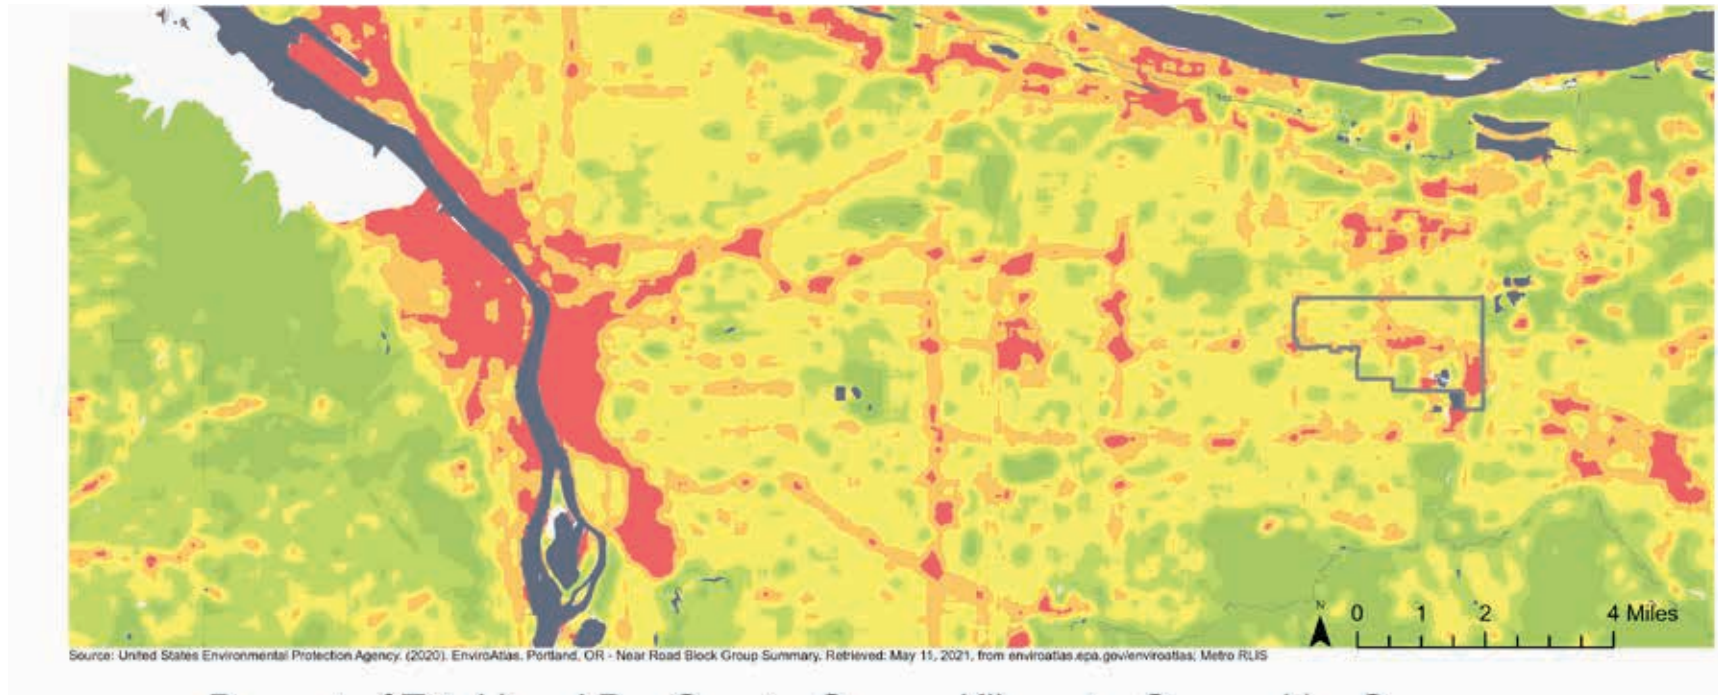 N
0 1 2 4 Miles
Source: United States Environmental Protection Agency. (2020). EnviroAtlas. Portland, OR - Near Road Block Group Summary. Retrieved: May 11, 2021, from enviroatlas.epa.gov/enviroatlas; Metro RLIS